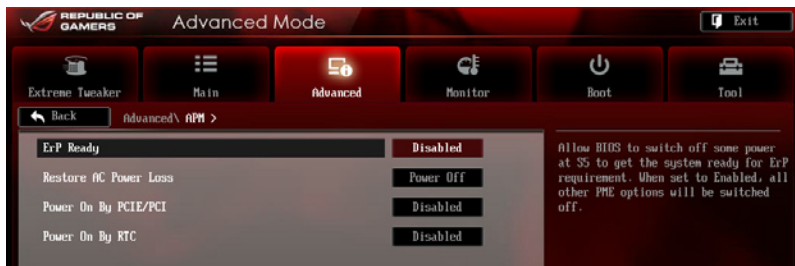 REPUBLIC OF
GAMERS
Advanced Mode
Exit
Extreme Tweaker
Main
Advanced
Monitor
Boot
Tool
Back
Advanced\ APM >
ErP Ready
Disabled
Restore AC Power Loss
Power Off
Power On By PCIE/PCI
Disabled
Power On By RTC
Disabled
Allow BIOS to switch off some power
at S5 to get the system ready for ErP
requirement. When set to Enabled, all
other PME options will be switched
off.